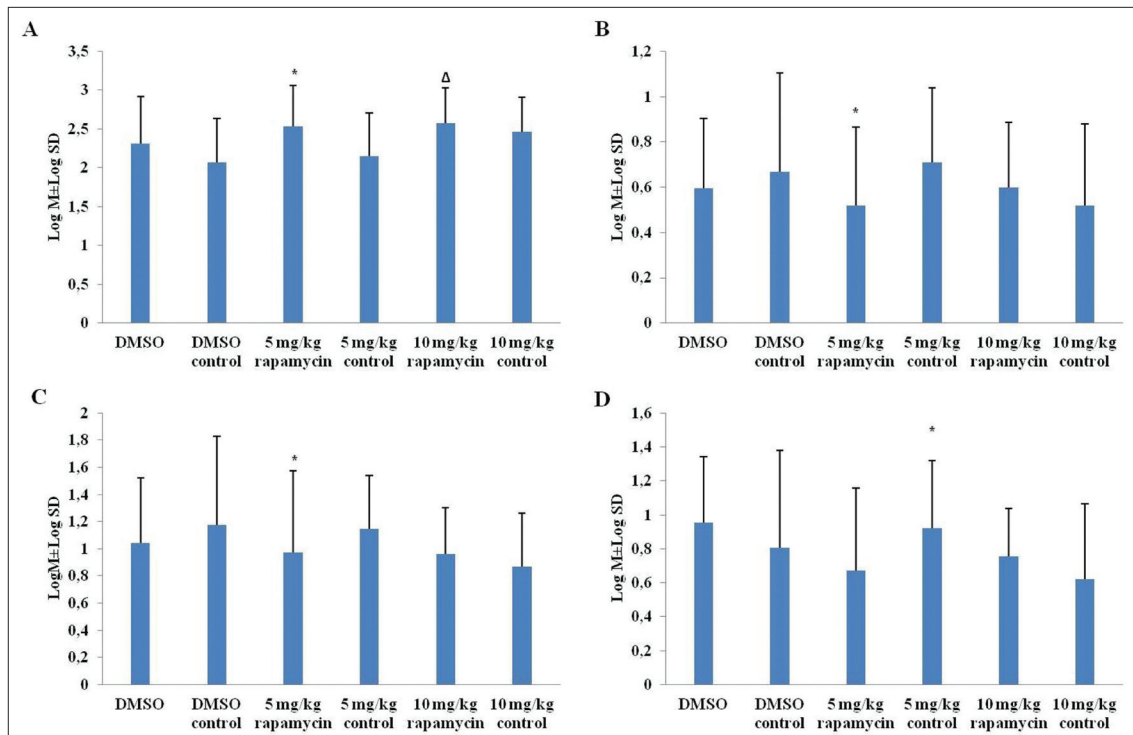 A
Log M±Log SD
3,5
3
2,5
2
1,5
1
0,5
0
*
Δ
DMSO
DMSO control
5 mg/kg rapamycin
5 mg/kg control
10 mg/kg rapamycin
10 mg/kg control
B
Log M±Log SD
1,2
1
0,8
0,6
0,4
0,2
0
*
DMSO
DMSO control
5 mg/kg rapamycin
5 mg/kg control
10 mg/kg rapamycin
10 mg/kg control
C
LogM±Log SD
2
1,8
1,6
1,4
1,2
1
0,8
0,6
0,4
0,2
0
*
DMSO
DMSO control
5 mg/kg rapamycin
5 mg/kg control
10 mg/kg rapamycin
10 mg/kg control
D
Log M±Log SD
1,6
1,4
1,2
1
0,8
0,6
0,4
0,2
0
*
DMSO
DMSO control
5 mg/kg rapamycin
5 mg/kg control
10 mg/kg rapamycin
10 mg/kg control